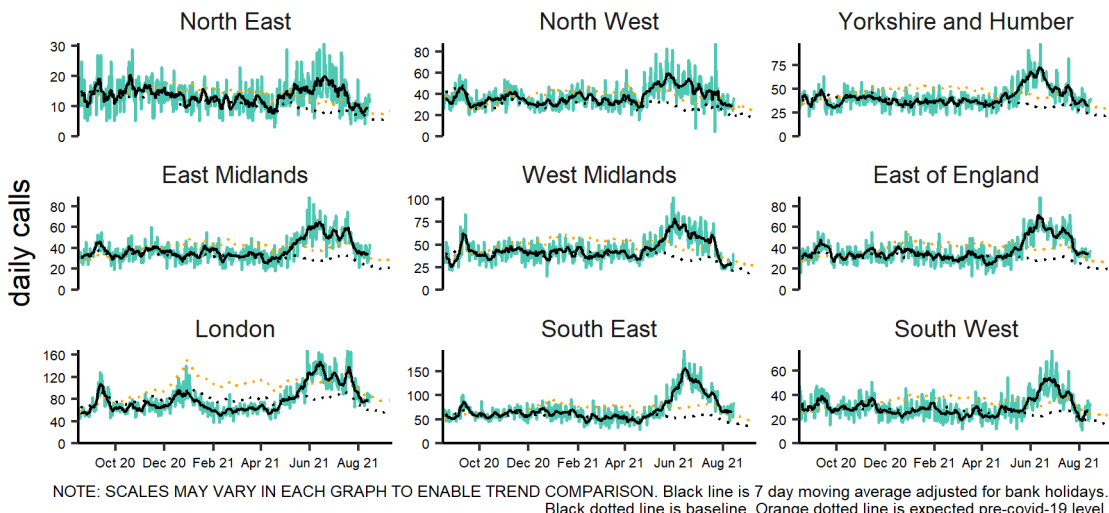 North East North West Yorkshire and Humber
30 20 10 0
80 60 40 20 0
75 50 25 0
East Midlands West Midlands East of England
daily calls
80 60 40 20 0
100 75 50 25 0
80 60 40 20 0
London South East South West
160 120 80 40 0
150 100 50 0
60 40 20 0
Oct 20 Dec 20 Feb 21 Apr 21 Jun 21 Aug 21 Oct 20 Dec 20 Feb 21 Apr 21 Jun 21 Aug 21 Oct 20 Dec 20 Feb 21 Apr 21 Jun 21 Aug 21
NOTE: SCALES MAY VARY IN EACH GRAPH TO ENABLE TREND COMPARISON. Black line is 7 day moving average adjusted for bank holidays.
Black dotted line is baseline. Orange dotted line is expected pre-covid-19 level.